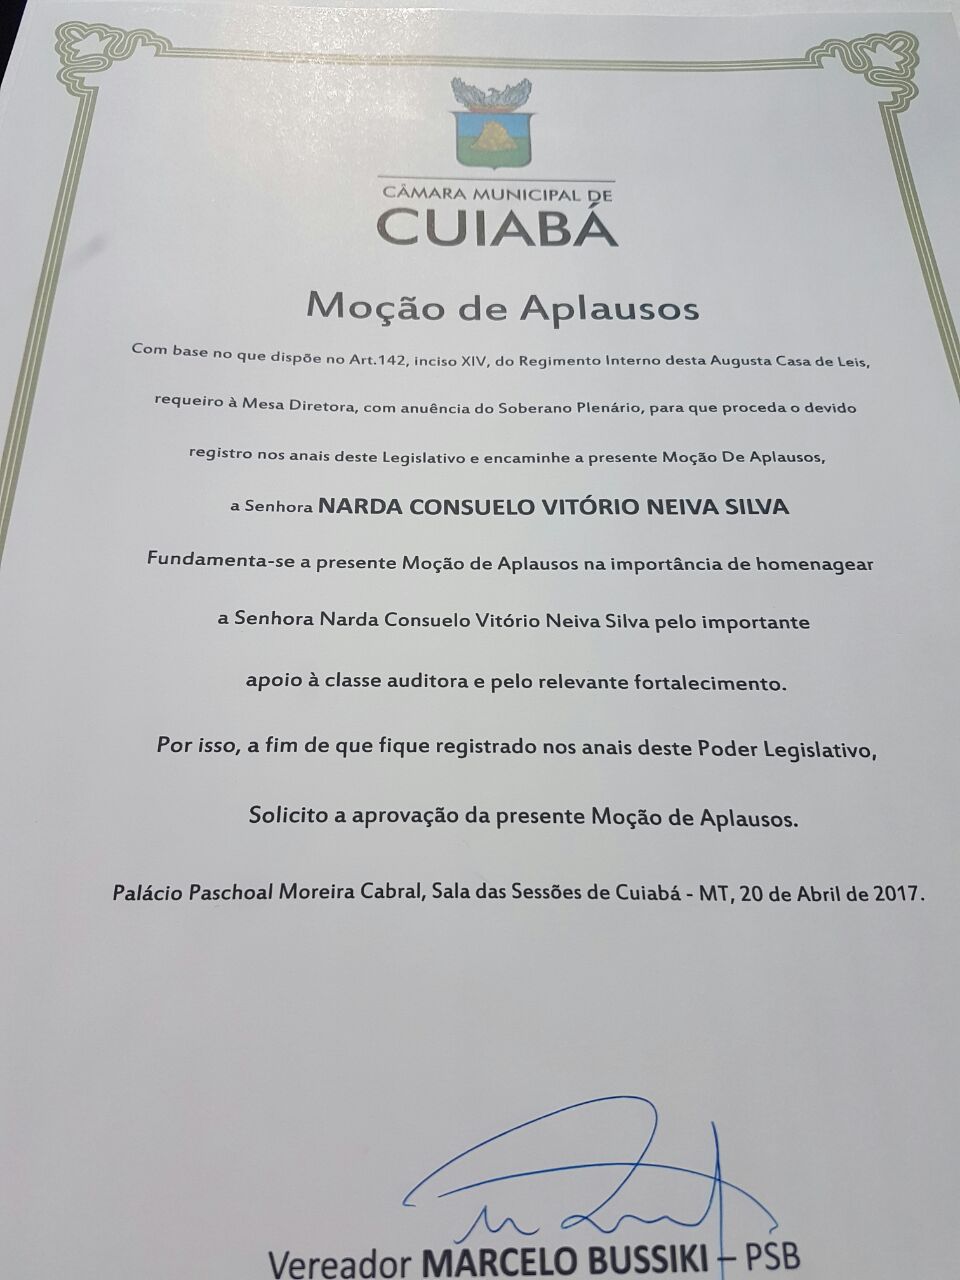 CÂMARA MUNICIPAL DE
CUIABÁ
Moção de Aplausos
Com base no que dispõe no Art.142, inciso XIV, do Regimento Interno desta Augusta Casa de Leis,
requeiro à Mesa Diretora, com anuência do Soberano Plenário, para que proceda o devido
registro nos anais deste Legislativo e encaminhe a presente Moção De Aplausos,
a Senhora NARDA CONSUELO VITÓRIO NEIVA SILVA
Fundamenta-se a presente Moção de Aplausos na importância de homenagear
a Senhora Narda Consuelo Vitório Neiva Silva pelo importante
apoio à classe auditora e pelo relevante fortalecimento.
Por isso, a fim de que fique registrado nos anais deste Poder Legislativo,
Solicito a aprovação da presente Moção de Aplausos.
Palácio Paschoal Moreira Cabral, Sala das Sessões de Cuiabá - MT, 20 de Abril de 2017.
Vereador MARCELO BUSSIKI – PSB